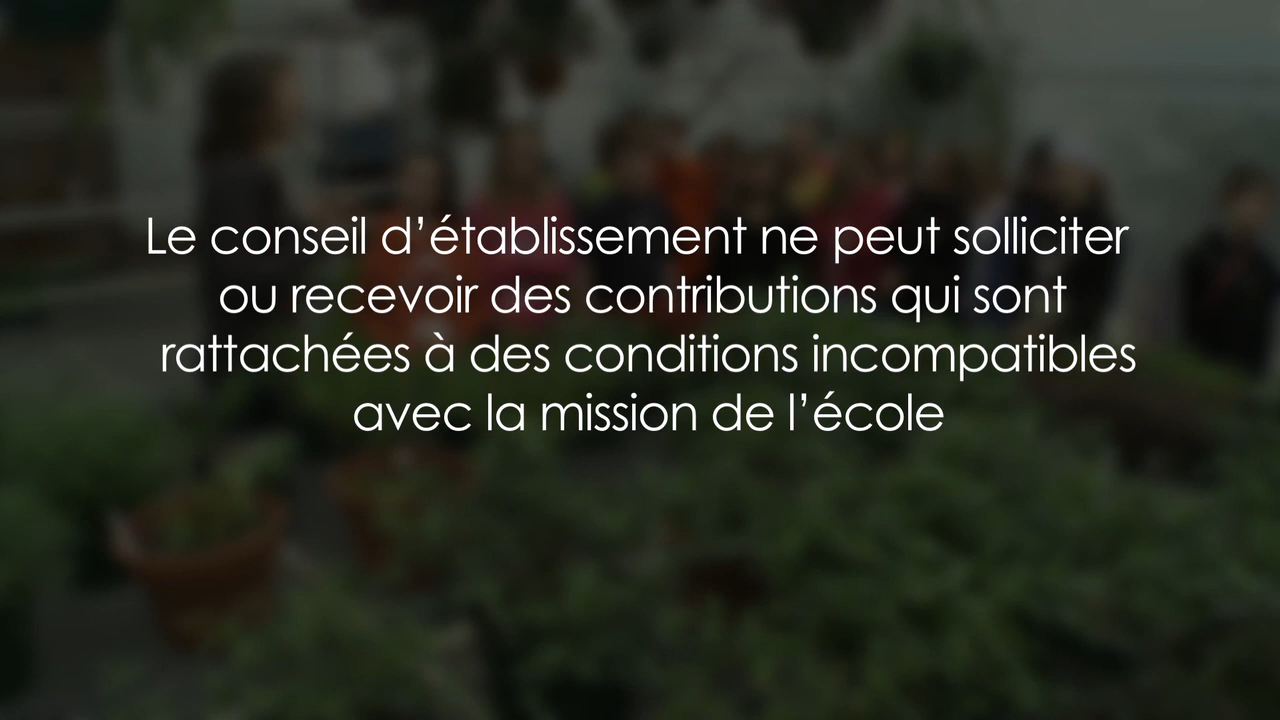 Le conseil d’établissement ne peut solliciter
ou recevoir des contributions qui sont
rattachées à des conditions incompatibles
avec la mission de l’école